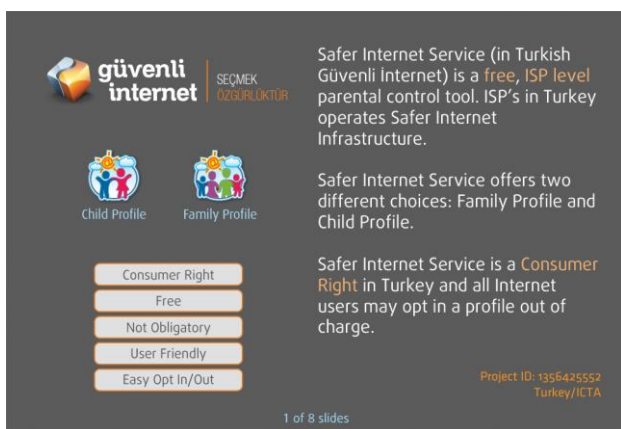 güvenli
internet
SEÇMEK
ÖZGÜRLÜKTÜR
Child Profile
Family Profile
Consumer Right
Free
Not Obligatory
User Friendly
Easy Opt In/Out
Safer Internet Service (in Turkish
Güvenli İnternet) is a free, ISP level
parental control tool. ISP's in Turkey
operates Safer Internet
Infrastructure.
Safer Internet Service offers two
different choices: Family Profile and
Child Profile.
Safer Internet Service is a Consumer
Right in Turkey and all Internet
users may opt in a profile out of
charge.
Project ID: 1356425552
Turkey/ICTA
1 of 8 slides